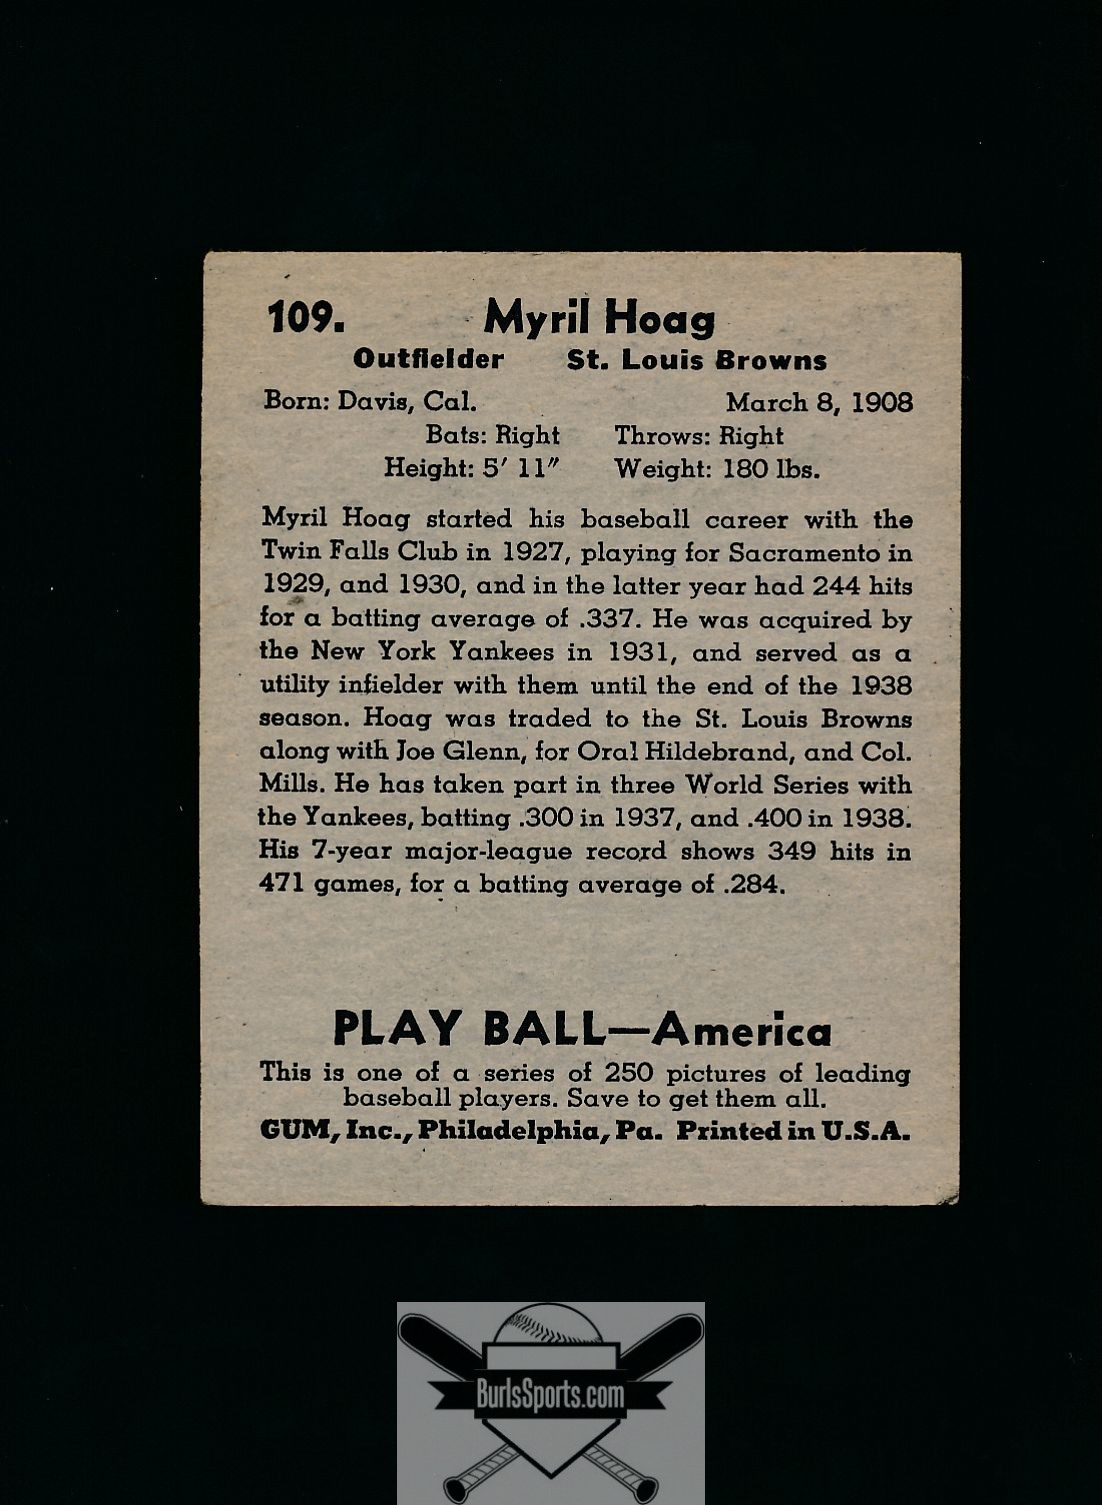 109. Myril Hoag
Outfielder St. Louis Browns
Born: Davis, Cal. March 8, 1908
Bats: Right Throws: Right
Height: 5′ 11″ Weight: 180 lbs.
Myril Hoag started his baseball career with the
Twin Falls Club in 1927, playing for Sacramento in
1929, and 1930, and in the latter year had 244 hits
for a batting average of .337. He was acquired by
the New York Yankees in 1931, and served as a
utility infielder with them until the end of the 1938
season. Hoag was traded to the St. Louis Browns
along with Joe Glenn, for Oral Hildebrand, and Col.
Mills. He has taken part in three World Series with
the Yankees, batting .300 in 1937, and .400 in 1938.
His 7-year major-league record shows 349 hits in
471 games, for a batting average of .284.
PLAY BALL—America
This is one of a series of 250 pictures of leading
baseball players. Save to get them all.
GUM, Inc., Philadelphia, Pa. Printed in U.S.A.
BurlsSports.com